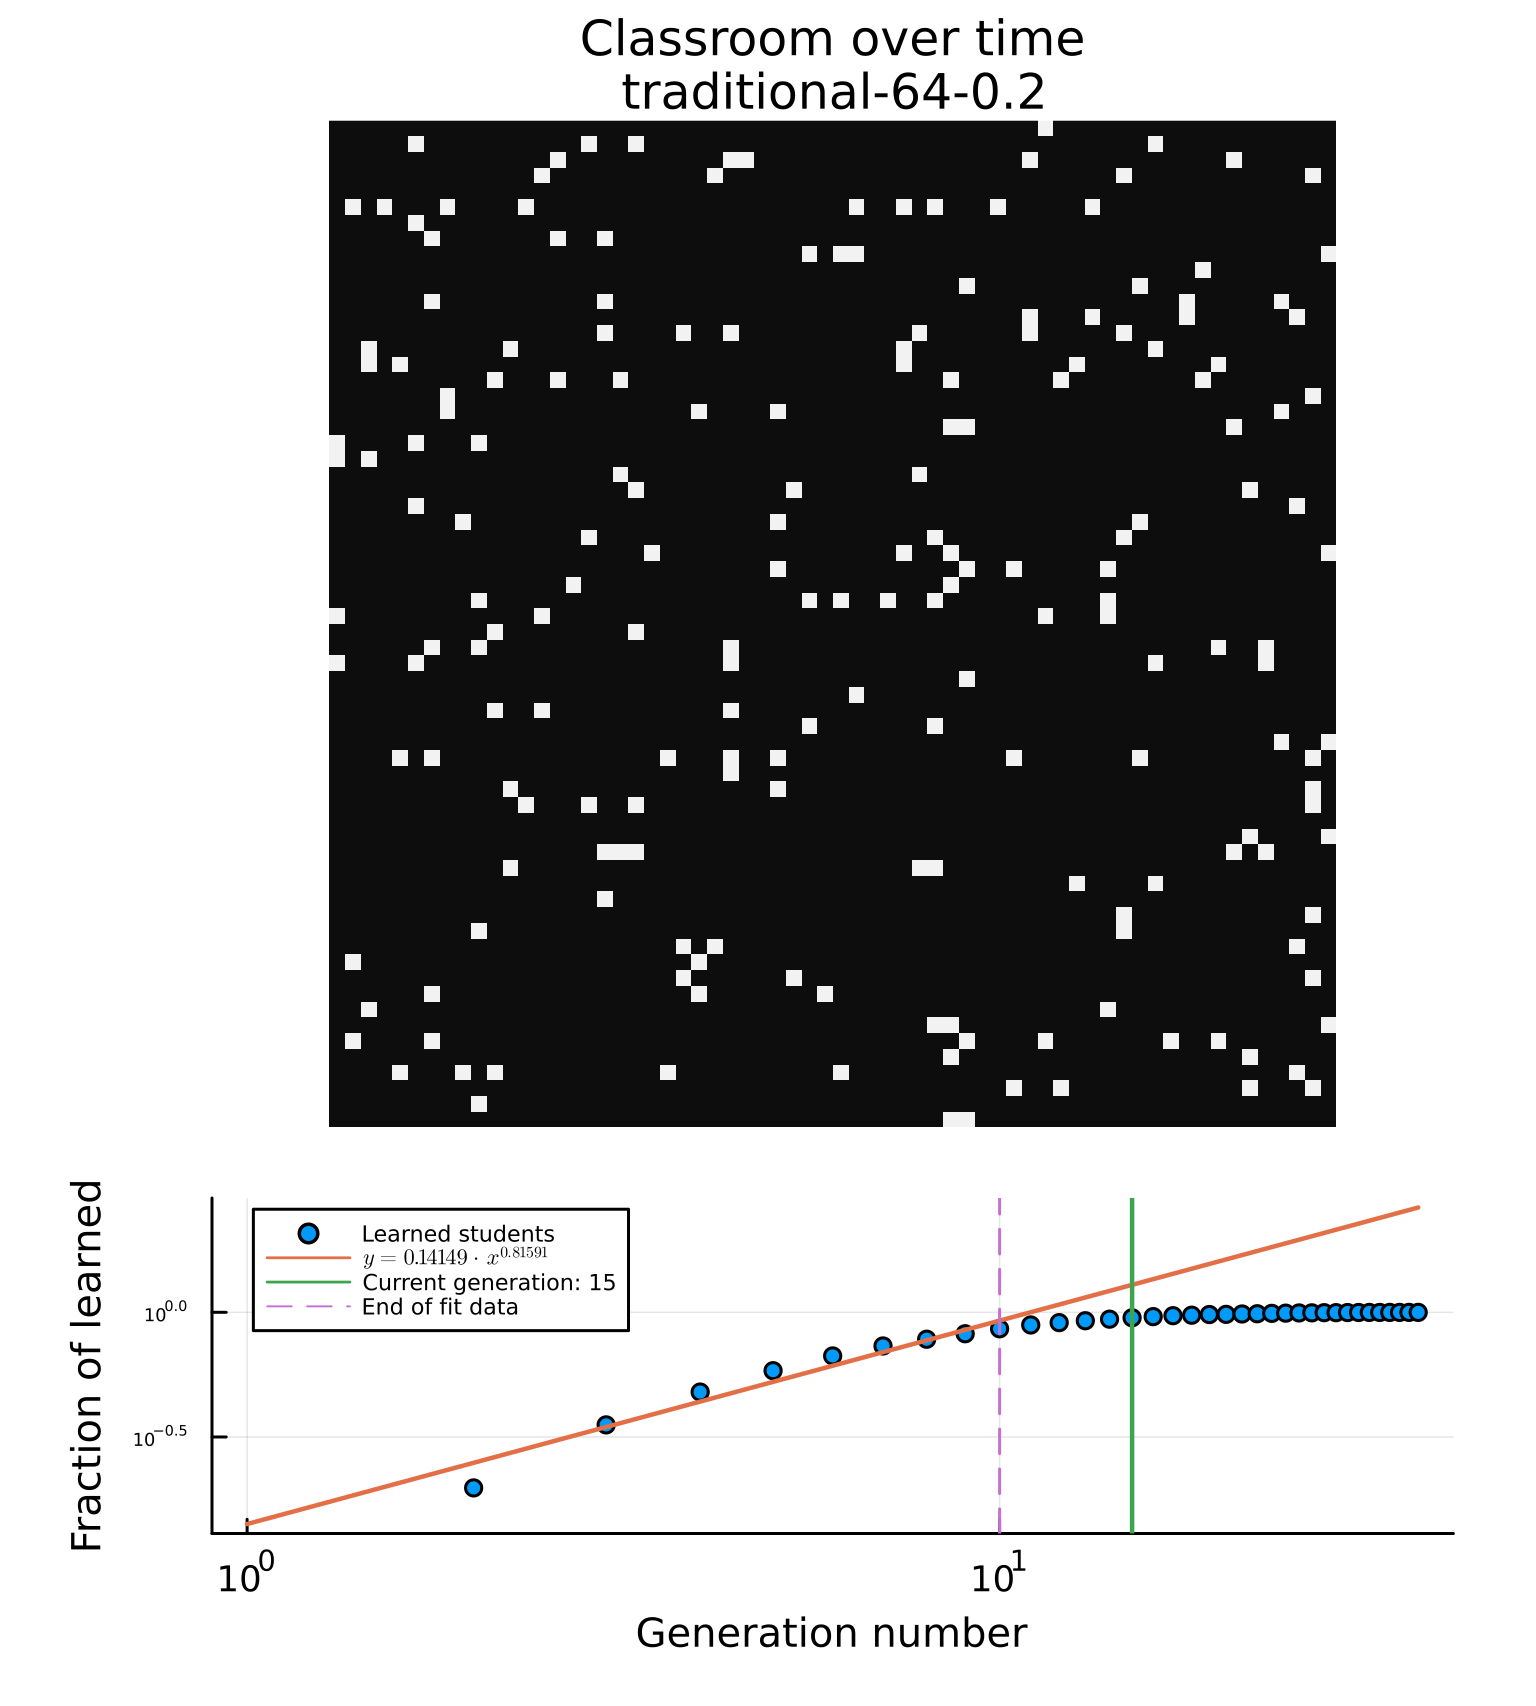 Classroom over time
traditional-64-0.2
Fraction of learned
Learned students
y = 0.14149 · x^0.81591
Current generation: 15
End of fit data
10^0.0
10^−0.5
10^0
10^1
Generation number